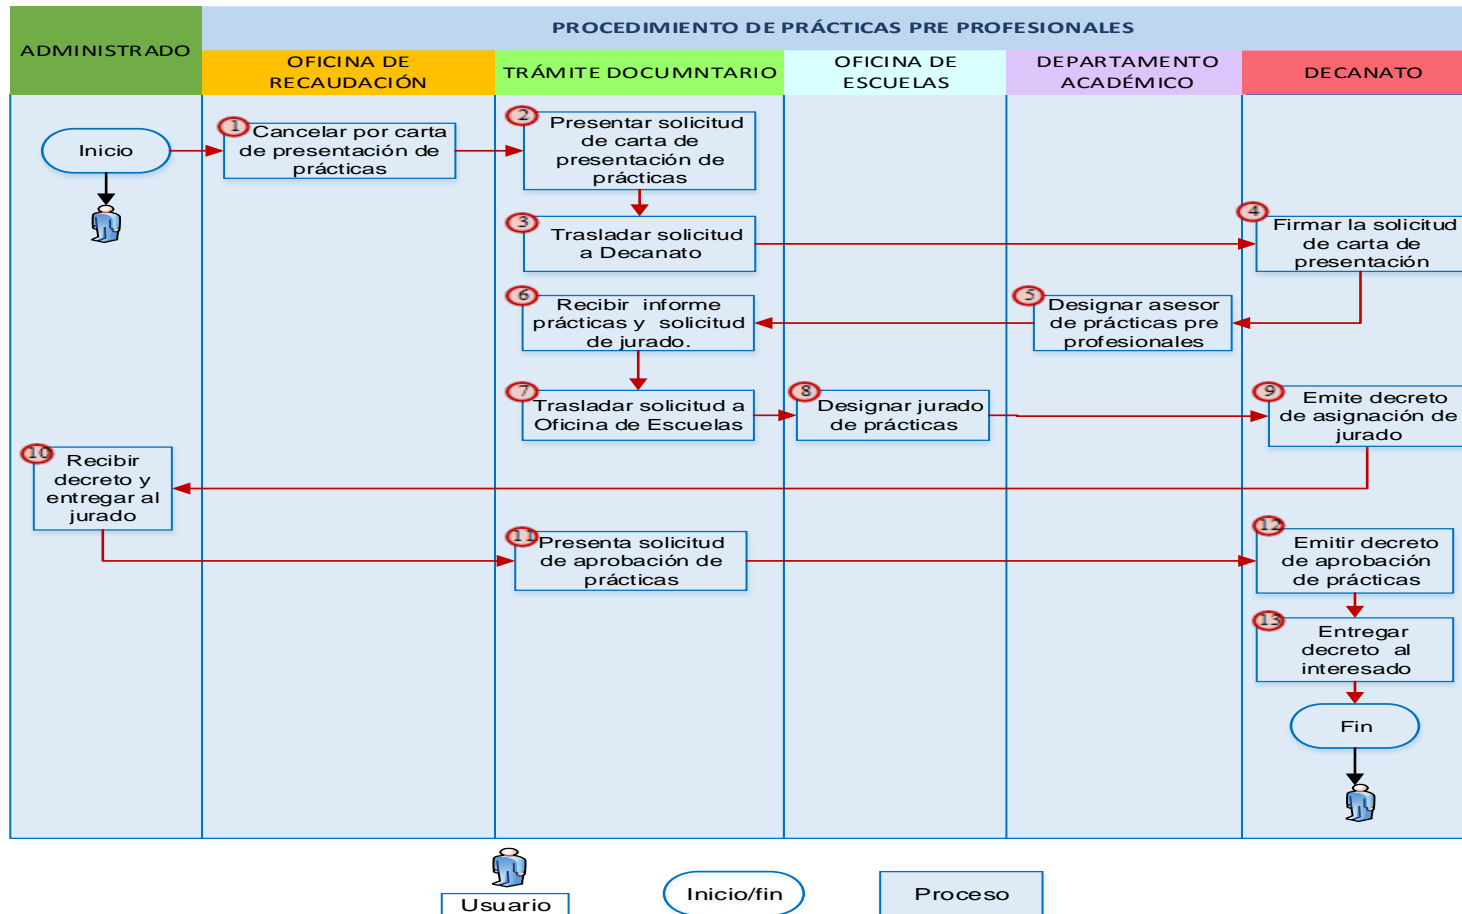 PROCEDIMIENTO DE PRÁCTICAS PRE PROFESIONALES
ADMINISTRADO
OFICINA DE
RECAUDACIÓN
TRÁMITE DOCUMNTARIO
OFICINA DE
ESCUELAS
DEPARTAMENTO
ACADÉMICO
DECANATO
Inicio
1
Cancelar por carta
de presentación de
prácticas
2
Presentar solicitud
de carta de
presentación de
prácticas
3
Trasladar solicitud
a Decanato
4
Firmar la solicitud
de carta de
presentación
5
Designar asesor
de prácticas pre
profesionales
6
Recibir informe
prácticas y solicitud
de jurado.
7
Trasladar solicitud a
Oficina de Escuelas
8
Designar jurado
de prácticas
9
Emite decreto
de asignación de
jurado
10
Recibir
decreto y
entregar al
jurado
11
Presenta solicitud
de aprobación de
prácticas
12
Emitir decreto
de aprobación
de prácticas
13
Entregar
decreto al
interesado
Fin
Usuario
Inicio/fin
Proceso